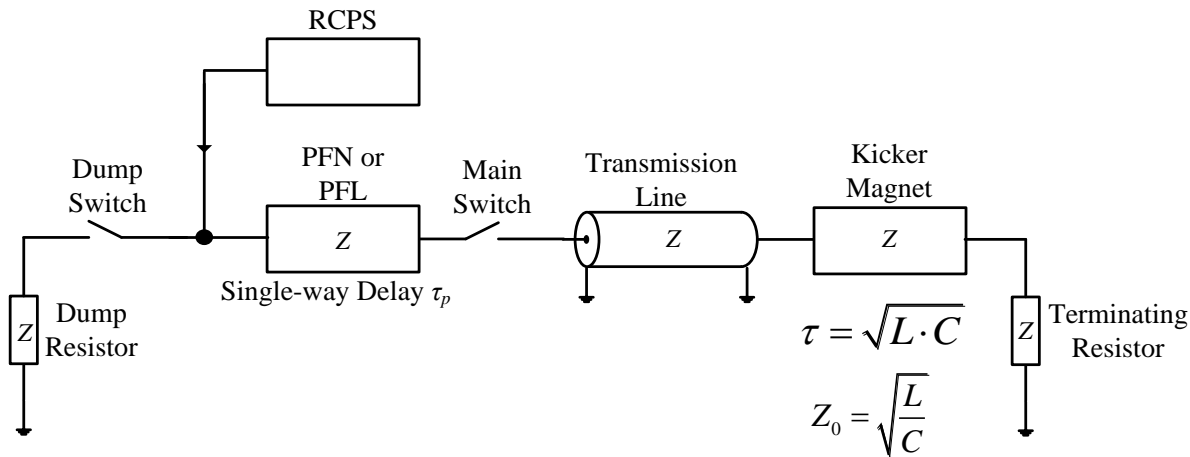 RCPS
Dump
Switch
PFN or
PFL
Main
Switch
Transmission
Line
Kicker
Magnet
Z
Z
Z
Single-way Delay τp
Z
Dump
Resistor
τ = √L·C
Z
Terminating
Resistor
Z0 = √L/C